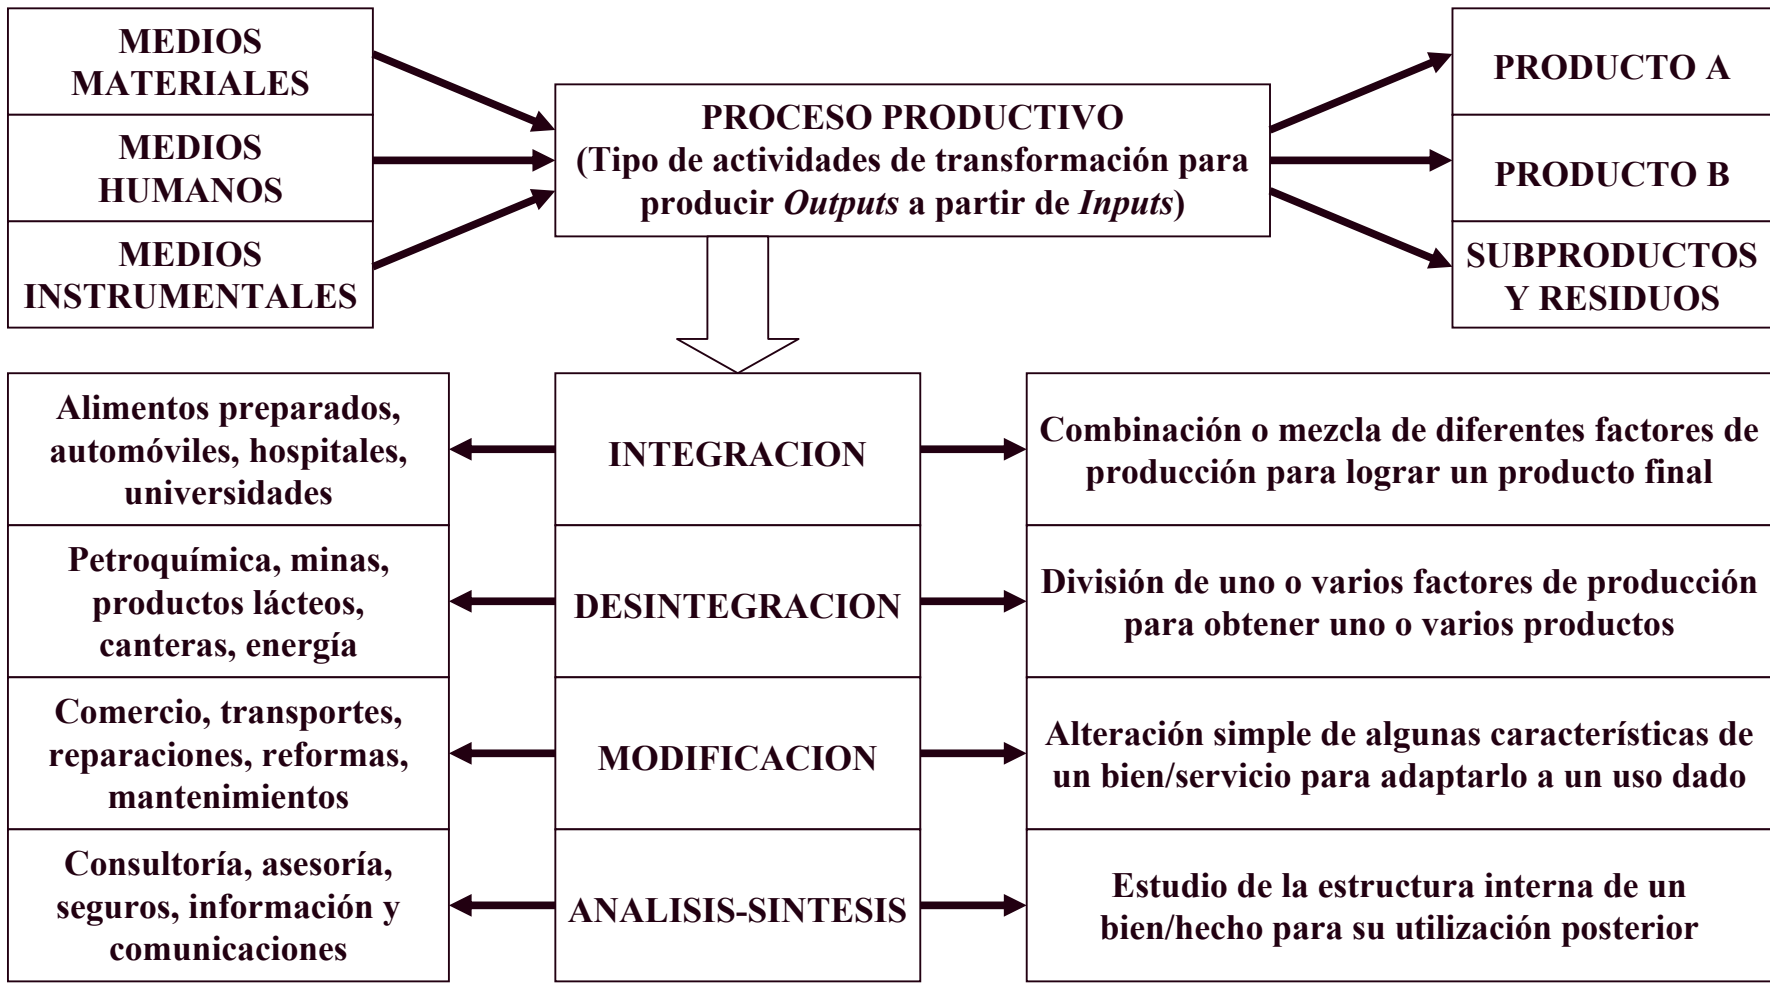 MEDIOS
MATERIALES
MEDIOS
HUMANOS
MEDIOS
INSTRUMENTALES
PROCESO PRODUCTIVO
(Tipo de actividades de transformación para
producir Outputs a partir de Inputs)
PRODUCTO A
PRODUCTO B
SUBPRODUCTOS
Y RESIDUOS
Alimentos preparados,
automóviles, hospitales,
universidades
INTEGRACION
Combinación o mezcla de diferentes factores de
producción para lograr un producto final
Petroquímica, minas,
productos lácteos,
canteras, energía
DESINTEGRACION
División de uno o varios factores de producción
para obtener uno o varios productos
Comercio, transportes,
reparaciones, reformas,
mantenimientos
MODIFICACION
Alteración simple de algunas características de
un bien/servicio para adaptarlo a un uso dado
Consultoría, asesoría,
seguros, información y
comunicaciones
ANALISIS-SINTESIS
Estudio de la estructura interna de un
bien/hecho para su utilización posterior